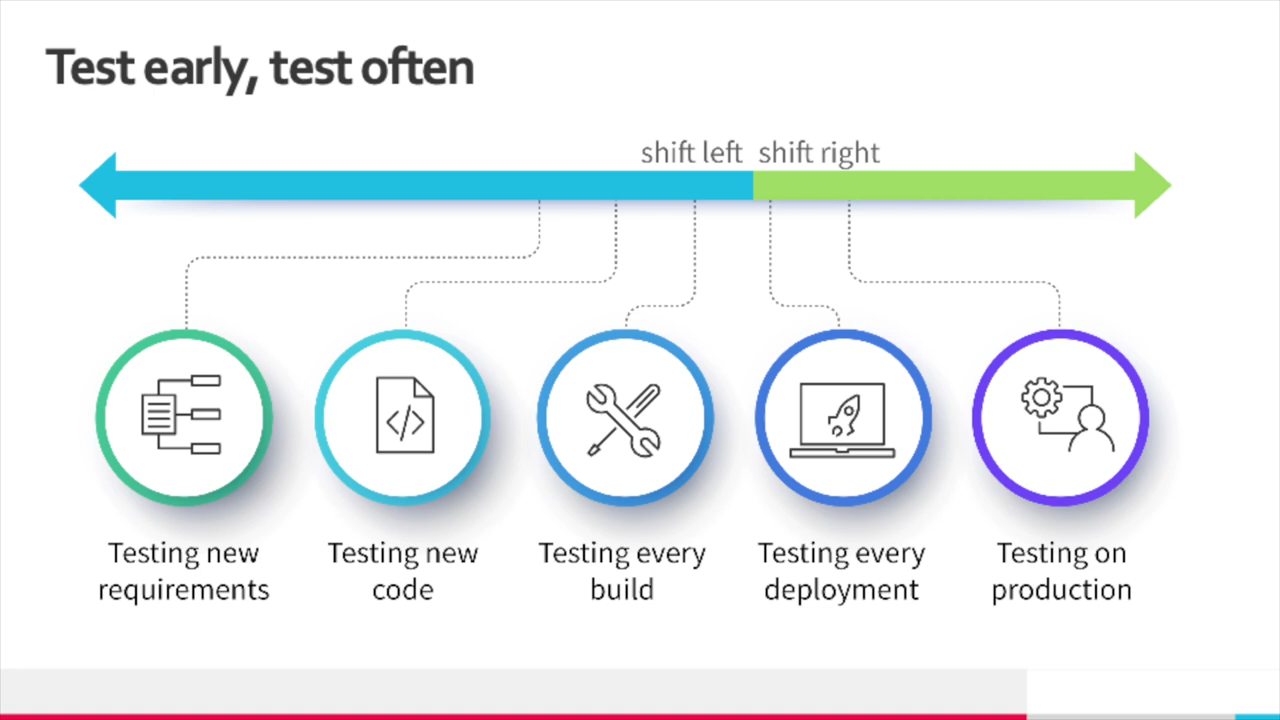 Test early, test often
shift left shift right
Testing new
requirements
Testing new
code
Testing every
build
Testing every
deployment
Testing on
production